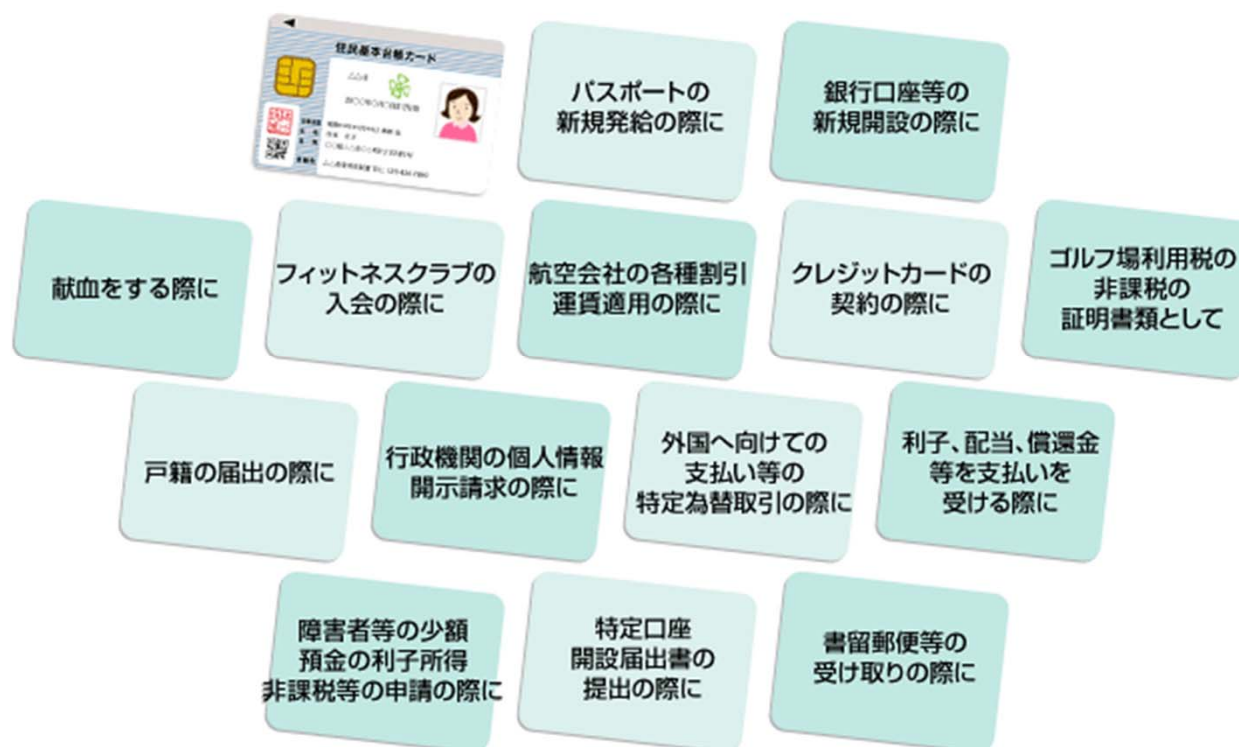 住民基本台帳カード
パスポートの
新規発給の際に
銀行口座等の
新規開設の際に
献血をする際に
フィットネスクラブの
入会の際に
航空会社の各種割引
運賃適用の際に
クレジットカードの
契約の際に
ゴルフ場利用税の
非課税の
証明書類として
戸籍の届出の際に
行政機関の個人情報
開示請求の際に
外国へ向けての
支払い等の
特定為替取引の際に
利子、配当、償還金
等を支払いを
受ける際に
障害者等の少額
預金の利子所得
非課税等の申請の際に
特定口座
開設届出書の
提出の際に
書留郵便等の
受け取りの際に